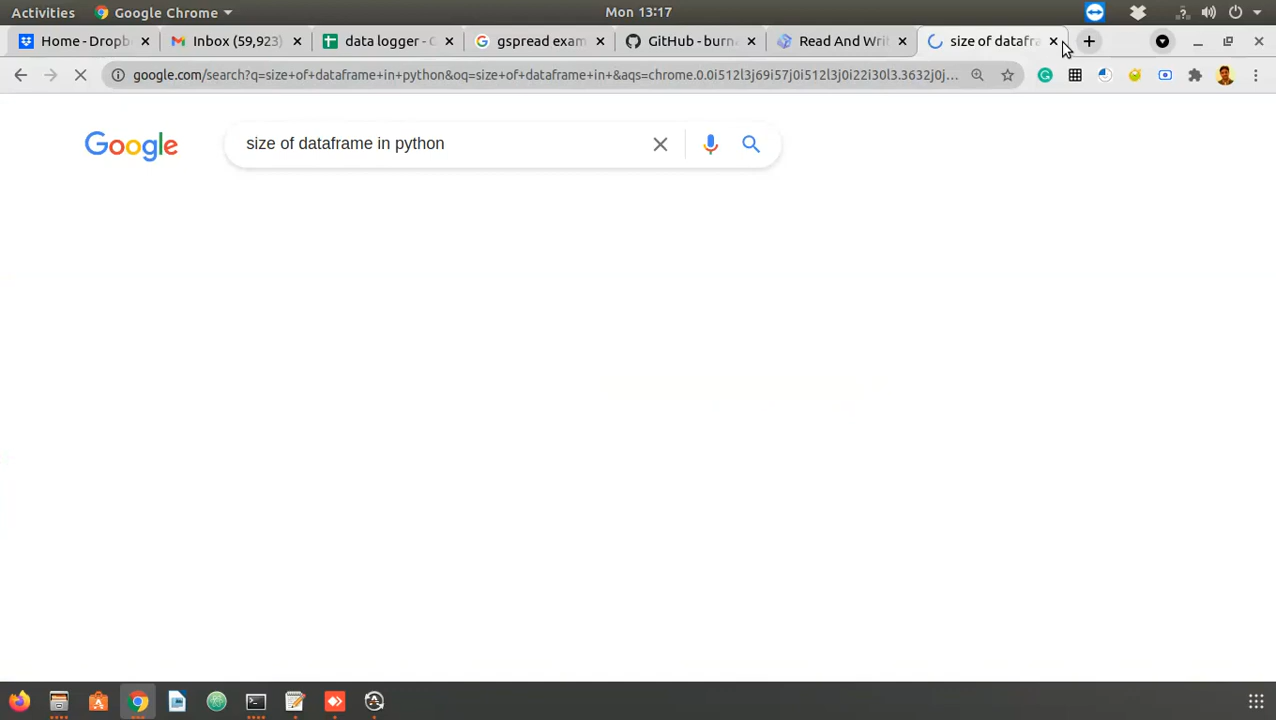 Activities Google Chrome Mon 13:17
Home - Dropb Inbox (59,923) data logger - G gspread exam GitHub - burn Read And Writ size of datafra
google.com/search?q=size+of+dataframe+in+python&oq=size+of+dataframe+in+&aqs=chrome.0.0i512l3j69i57j0i512l3j0i22i30l3.3632j0j...
Google size of dataframe in python